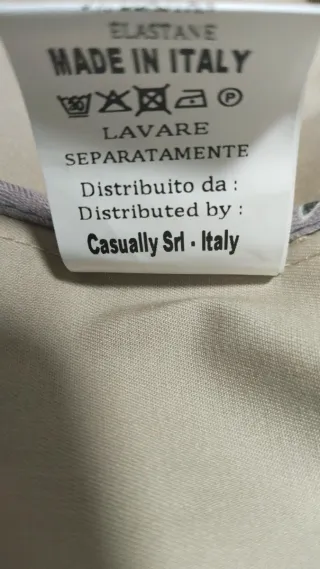 ELASTANE
MADE IN ITALY
P
LAVARE
SEPARATAMENTE
Distribuito da :
Distributed by :
Casually Srl - Italy